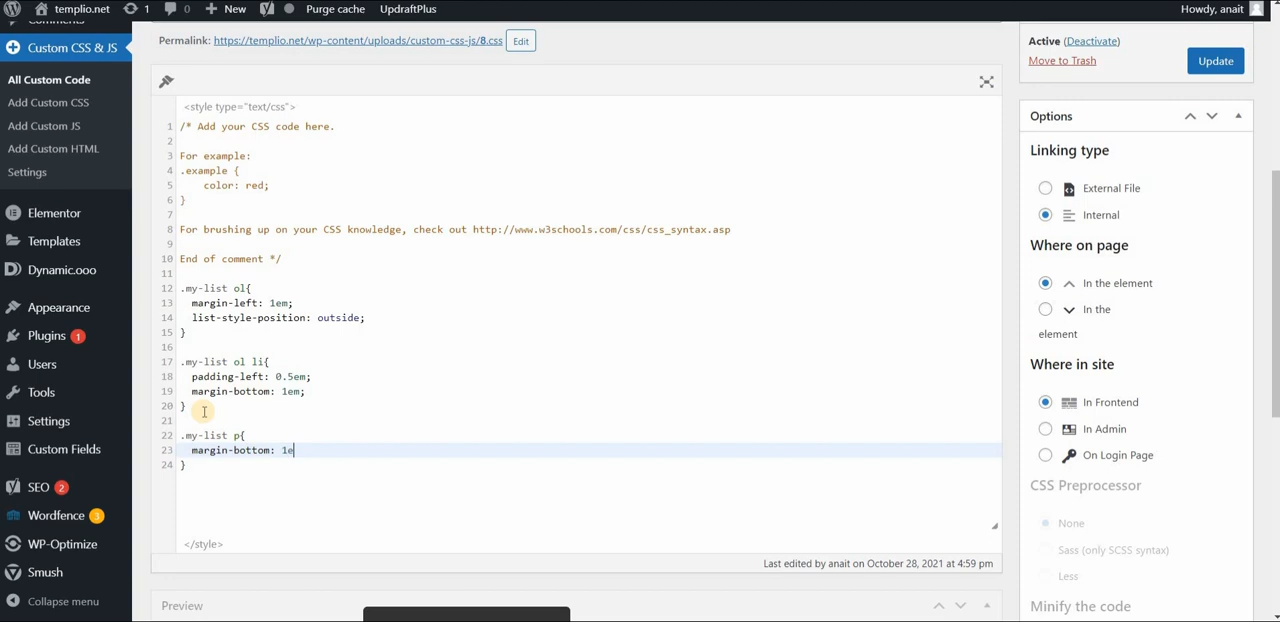 templio.net 1 0 New Purge cache UpdraftPlus Howdy, anait
Comments
Custom CSS & JS
All Custom Code
Add Custom CSS
Add Custom JS
Add Custom HTML
Settings
Elementor
Templates
Dynamic.ooo
Appearance
Plugins 1
Users
Tools
Settings
Custom Fields
SEO 2
Wordfence 3
WP-Optimize
Smush
Collapse menu
Permalink: https://templio.net/wp-content/uploads/custom-css-js/8.css Edit
<style type="text/css">
1 /* Add your CSS code here.
2
3 For example:
4 .example {
5 color: red;
6 }
7
8 For brushing up on your CSS knowledge, check out http://www.w3schools.com/css/css_syntax.asp
9
10 End of comment */
11
12 .my-list ol{
13 margin-left: 1em;
14 list-style-position: outside;
15 }
16
17 .my-list ol li{
18 padding-left: 0.5em;
19 margin-bottom: 1em;
20 }
21
22 .my-list p{
23 margin-bottom: 1e
24 }
</style>
Last edited by anait on October 28, 2021 at 4:59 pm
Preview
Active (Deactivate)
Move to Trash Update
Options
Linking type
External File
Internal
Where on page
In the element
In the
element
Where in site
In Frontend
In Admin
On Login Page
CSS Preprocessor
None
Sass (only SCSS syntax)
Less
Minify the code